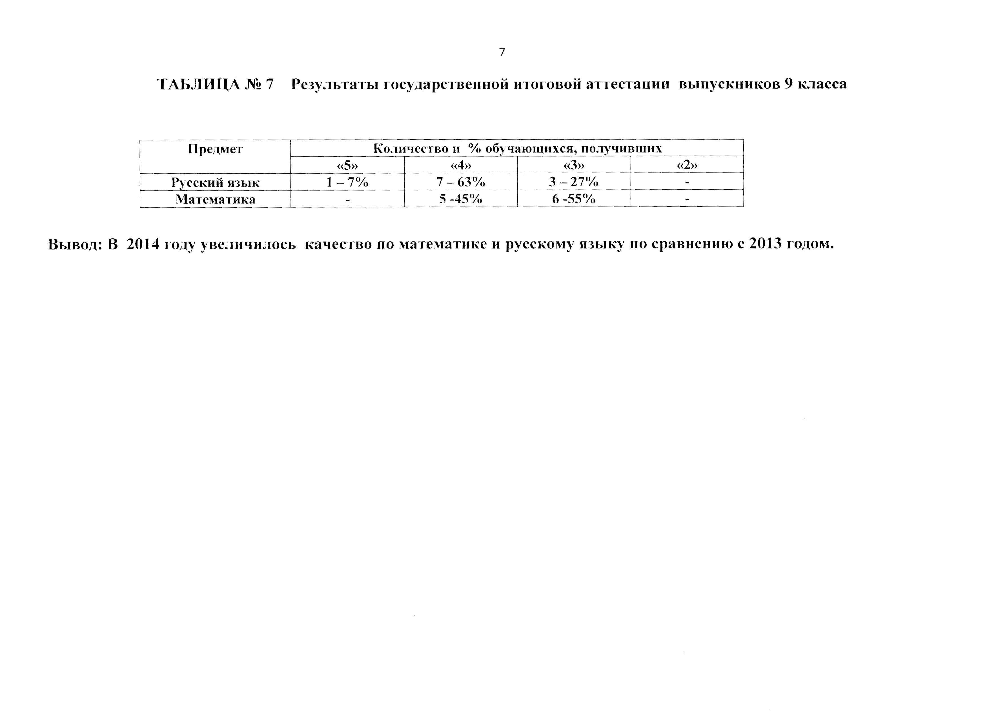 7
ТАБЛИЦА № 7 Результаты государственной итоговой аттестации выпускников 9 класса
Предмет Количество и % обучающихся, получивших
«5» «4» «3» «2»
Русский язык 1 – 7% 7 – 63% 3 – 27% -
Математика - 5 -45% 6 -55% -
Вывод: В 2014 году увеличилось качество по математике и русскому языку по сравнению с 2013 годом.